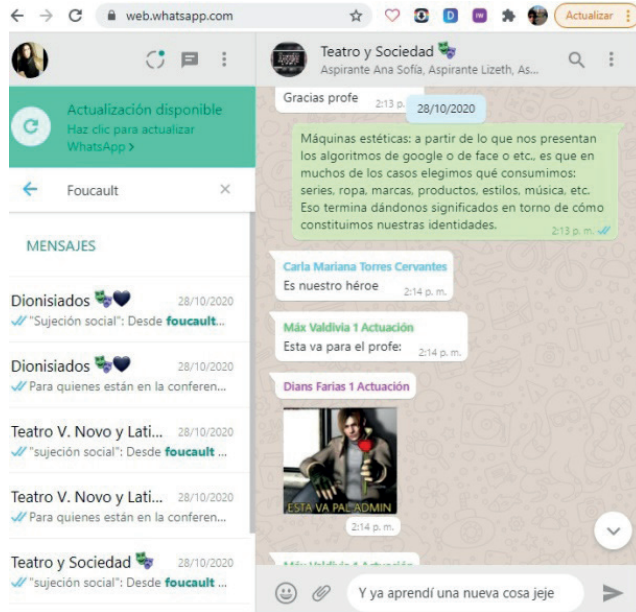 web.whatsapp.com
Actualizar
Actualización disponible
Haz clic para actualizar
WhatsApp >
Foucault
MENSAJES
Dionisiados
28/10/2020
"Sujeción social": Desde foucault...
Dionisiados
28/10/2020
Para quienes están en la conferen...
Teatro V. Novo y Lati...
28/10/2020
"sujeción social": Desde foucault...
Teatro V. Novo y Lati...
28/10/2020
Para quienes están en la conferen...
Teatro y Sociedad
28/10/2020
"sujeción social": Desde foucault ...
Teatro y Sociedad
Aspirante Ana Sofía, Aspirante Lizeth, As...
Gracias profe
2:13 p.
28/10/2020
Máquinas estéticas: a partir de lo que nos presentan
los algoritmos de google o de face o etc., es que en
muchos de los casos elegimos qué consumimos:
series, ropa, marcas, productos, estilos, música, etc.
Eso termina dándonos significados en torno de cómo
constituimos nuestras identidades.
2:13 p. m.
Carla Mariana Torres Cervantes
Es nuestro héroe
2:14 p. m.
Máx Valdivia 1 Actuación
Esta va para el profe:
2:14 p. m.
Dians Farias 1 Actuación
ESTA VA PAL ADMIN
2:14 p. m.
Y ya aprendí una nueva cosa jeje